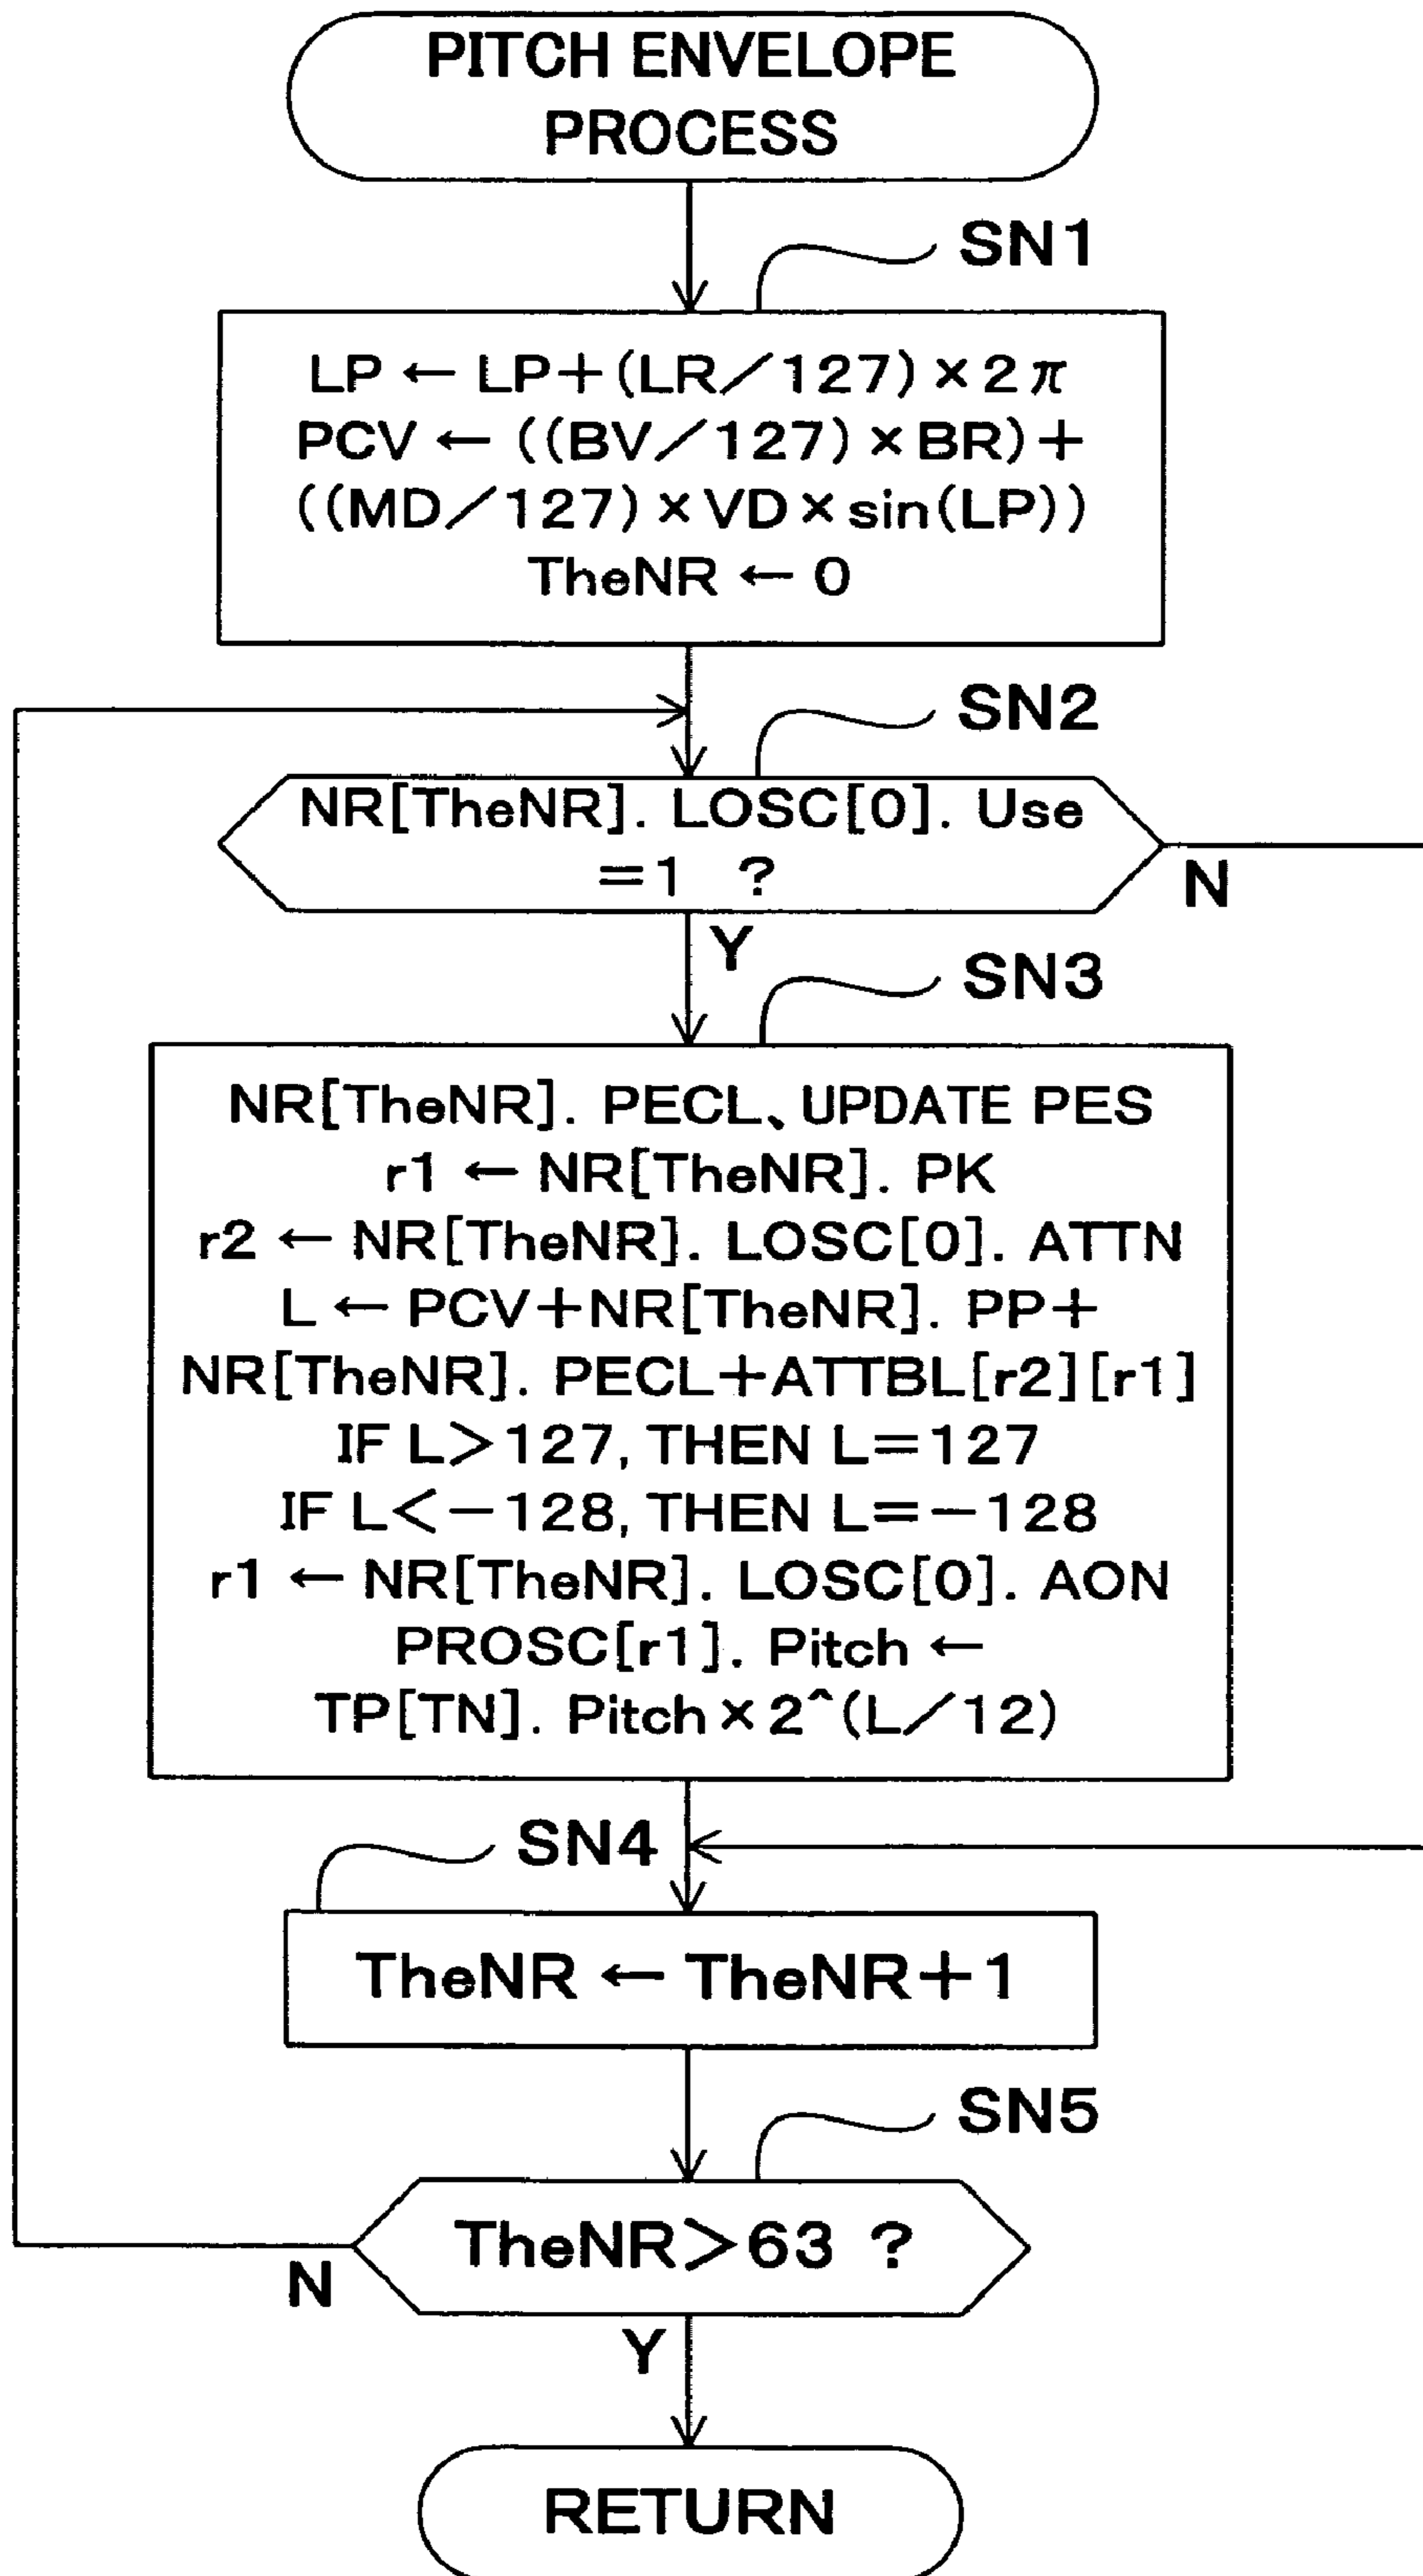 PITCH ENVELOPE
PROCESS
SN1
LP ← LP+(LR/127)×2π
PCV ← ((BV/127)×BR)+
((MD/127)×VD×sin(LP))
TheNR ← 0
SN2
NR[TheNR]. LOSC[0]. Use
=1 ?
N
Y
SN3
NR[TheNR]. PECL、UPDATE PES
r1 ← NR[TheNR]. PK
r2 ← NR[TheNR]. LOSC[0]. ATTN
L ← PCV+NR[TheNR]. PP+
NR[TheNR]. PECL+ATTBL[r2][r1]
IF L>127, THEN L=127
IF L<-128, THEN L=-128
r1 ← NR[TheNR]. LOSC[0]. AON
PROSC[r1]. Pitch ←
TP[TN]. Pitch×2^(L/12)
SN4
TheNR ← TheNR+1
SN5
TheNR>63 ?
N
Y
RETURN